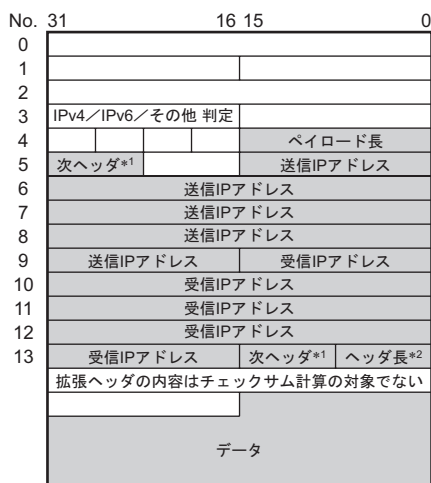 No. 31 16 15 0
0
1
2
3 IPv4／IPv6／その他 判定
4 ペイロード長
5 次ヘッダ*1 送信IPアドレス
6 送信IPアドレス
7 送信IPアドレス
8 送信IPアドレス
9 送信IPアドレス 受信IPアドレス
10 受信IPアドレス
11 受信IPアドレス
12 受信IPアドレス
13 受信IPアドレス 次ヘッダ*1 ヘッダ長*2
拡張ヘッダの内容はチェックサム計算の対象でない
データ